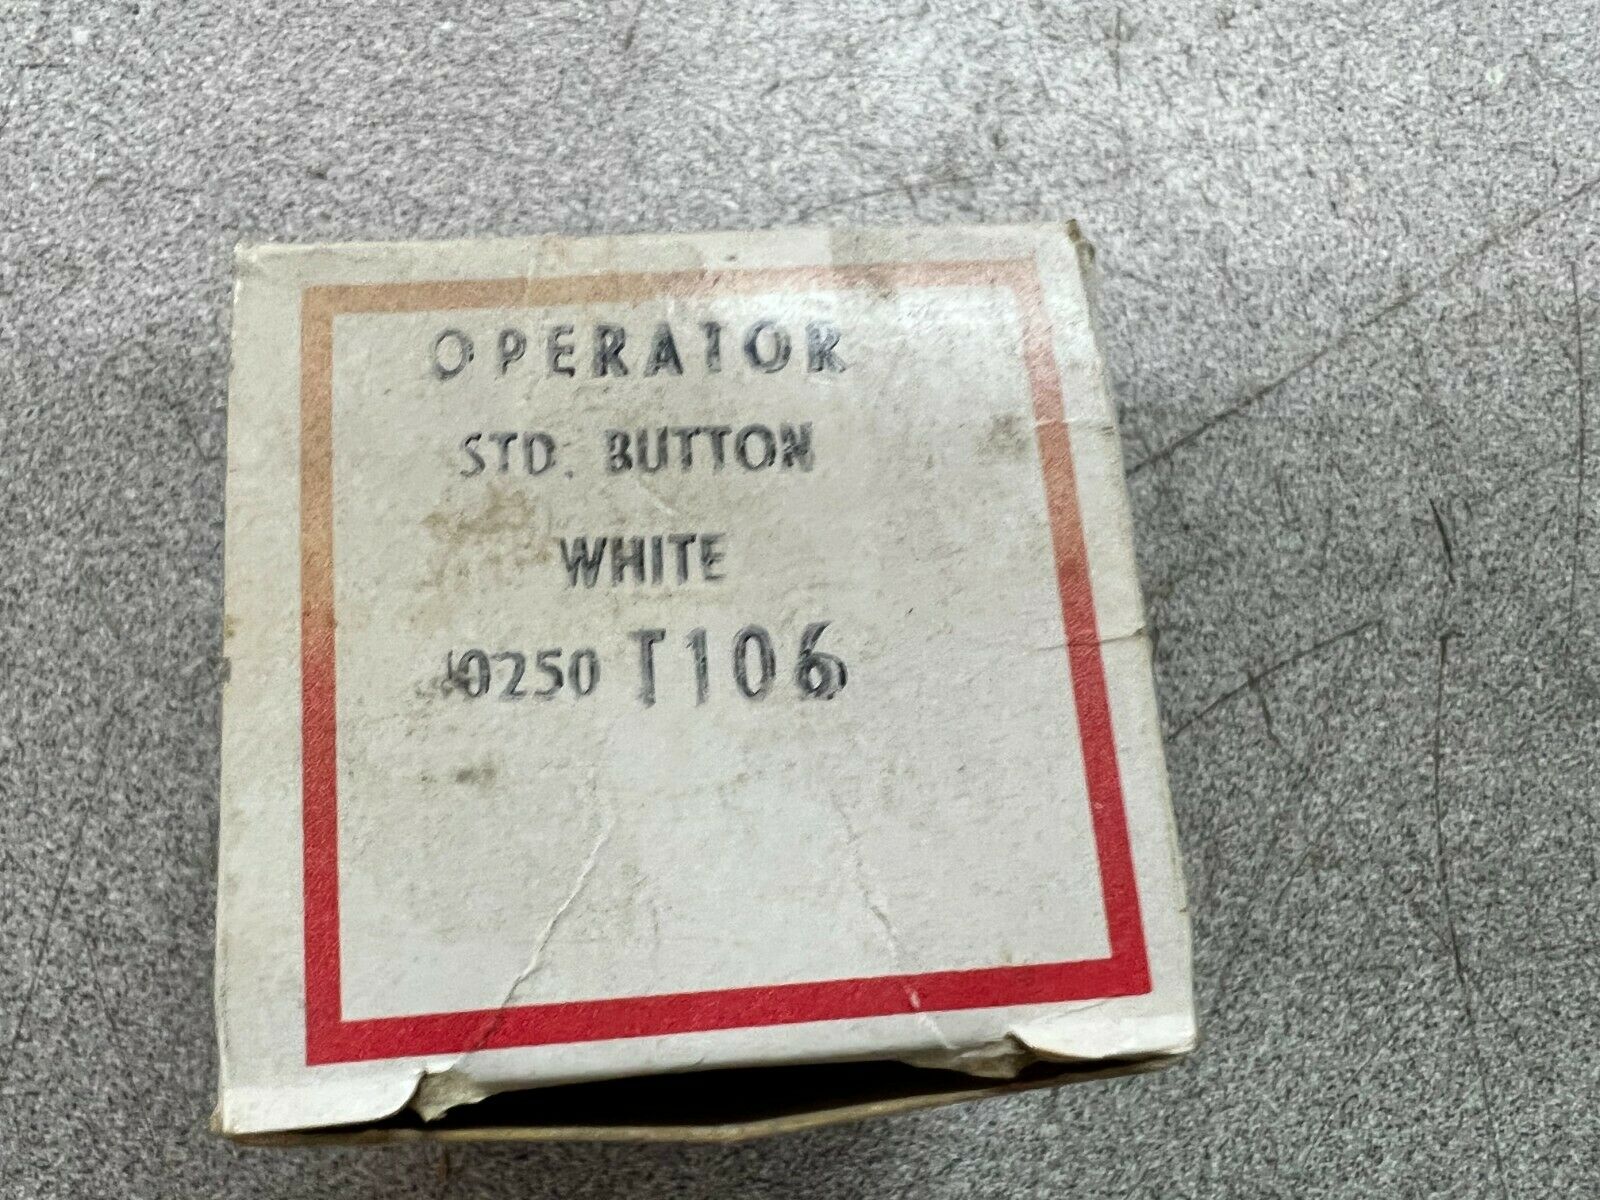 OPERATOR
STD. BUTTON
WHITE
10250 T106